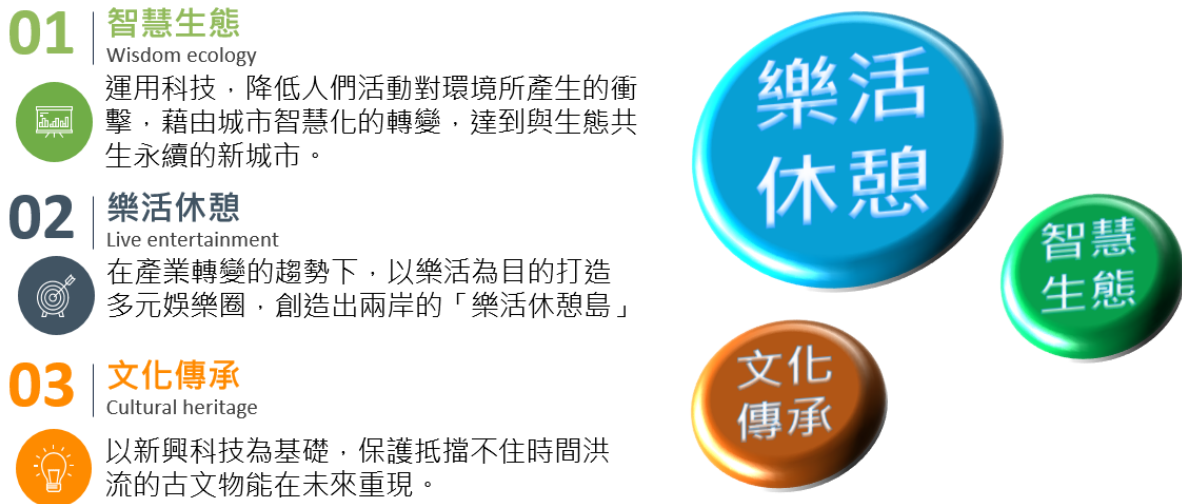 01
智慧生態
Wisdom ecology
運用科技，降低人們活動對環境所產生的衝
擊，藉由城市智慧化的轉變，達到與生態共
生永續的新城市。
02
樂活休憩
Live entertainment
在產業轉變的趨勢下，以樂活為目的打造
多元娛樂圈，創造出兩岸的「樂活休憩島」
03
文化傳承
Cultural heritage
以新興科技為基礎，保護抵擋不住時間洪
流的古文物能在未來重現。
樂活
休憩
智慧
生態
文化
傳承